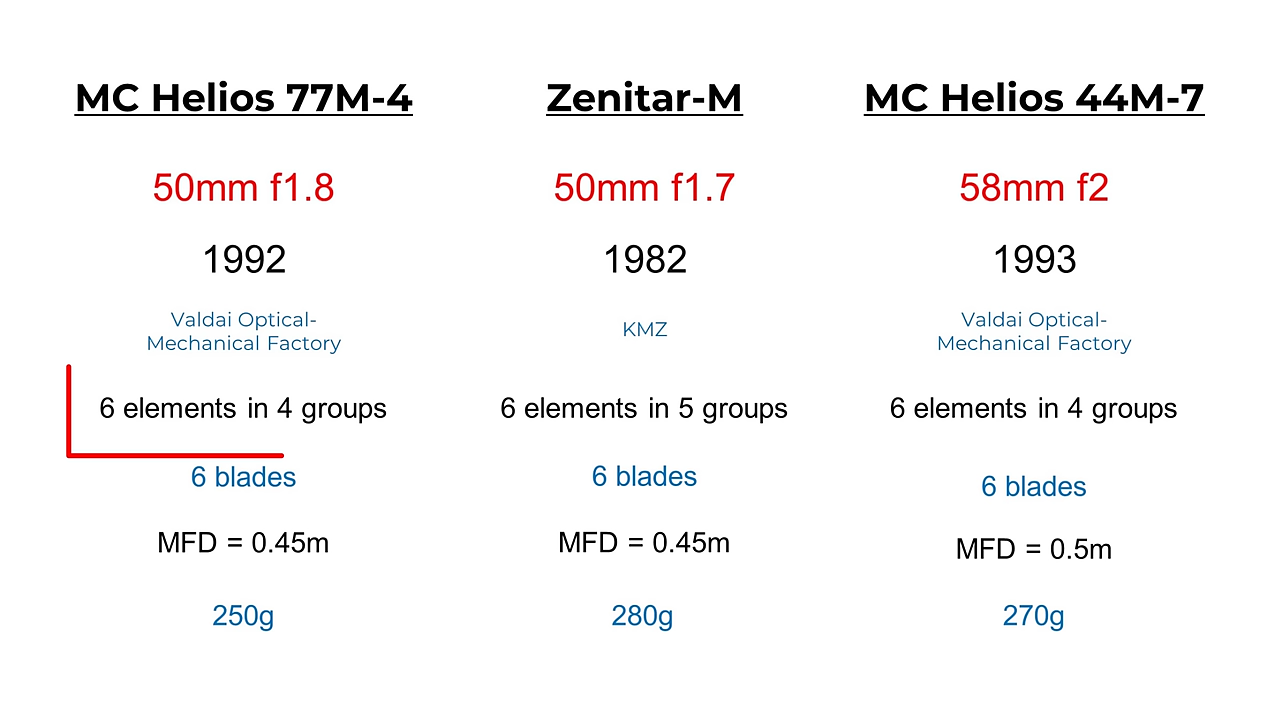 MC Helios 77M-4
Zenitar-M
MC Helios 44M-7
50mm f1.8
50mm f1.7
58mm f2
1992
1982
1993
Valdai Optical-
Mechanical Factory
KMZ
Valdai Optical-
Mechanical Factory
6 elements in 4 groups
6 elements in 5 groups
6 elements in 4 groups
6 blades
6 blades
6 blades
MFD = 0.45m
MFD = 0.45m
MFD = 0.5m
250g
280g
270g